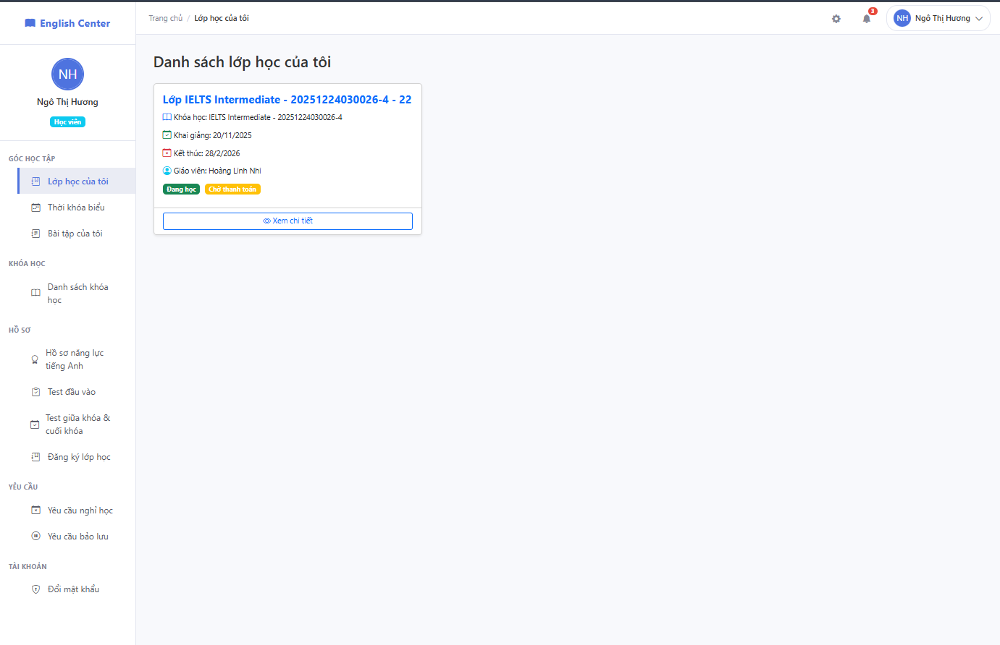 English Center
NH
Ngô Thị Hương
Học viên
GÓC HỌC TẬP
Lớp học của tôi
Thời khóa biểu
Bài tập của tôi
KHÓA HỌC
Danh sách khóa
học
HỒ SƠ
Hồ sơ năng lực
tiếng Anh
Test đầu vào
Test giữa khóa &
cuối khóa
Đăng ký lớp học
YÊU CẦU
Yêu cầu nghỉ học
Yêu cầu bảo lưu
TÀI KHOẢN
Đổi mật khẩu
Trang chủ / Lớp học của tôi
3
NH Ngô Thị Hương
Danh sách lớp học của tôi
Lớp IELTS Intermediate - 20251224030026-4 - 22
Khóa học: IELTS Intermediate - 20251224030026-4
Khai giảng: 20/11/2025
Kết thúc: 28/2/2026
Giáo viên: Hoàng Linh Nhi
Đang học Chờ thanh toán
Xem chi tiết